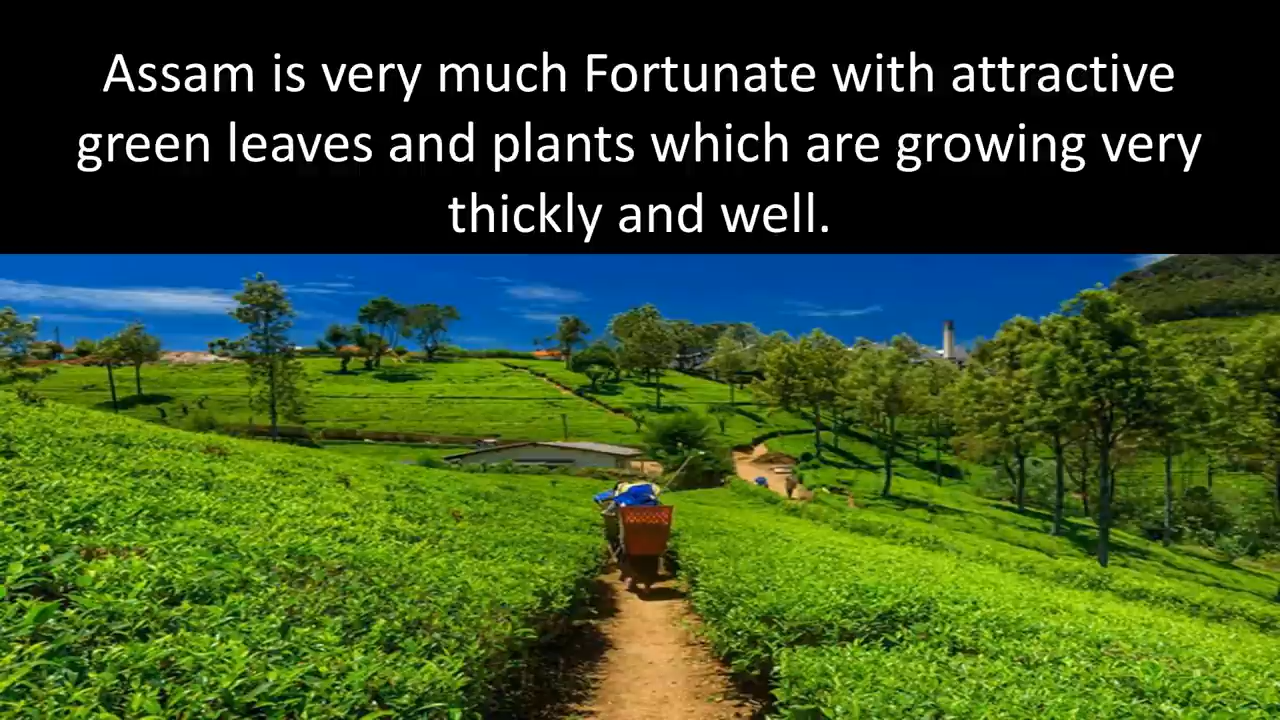 Assam is very much Fortunate with attractive
green leaves and plants which are growing very
thickly and well.